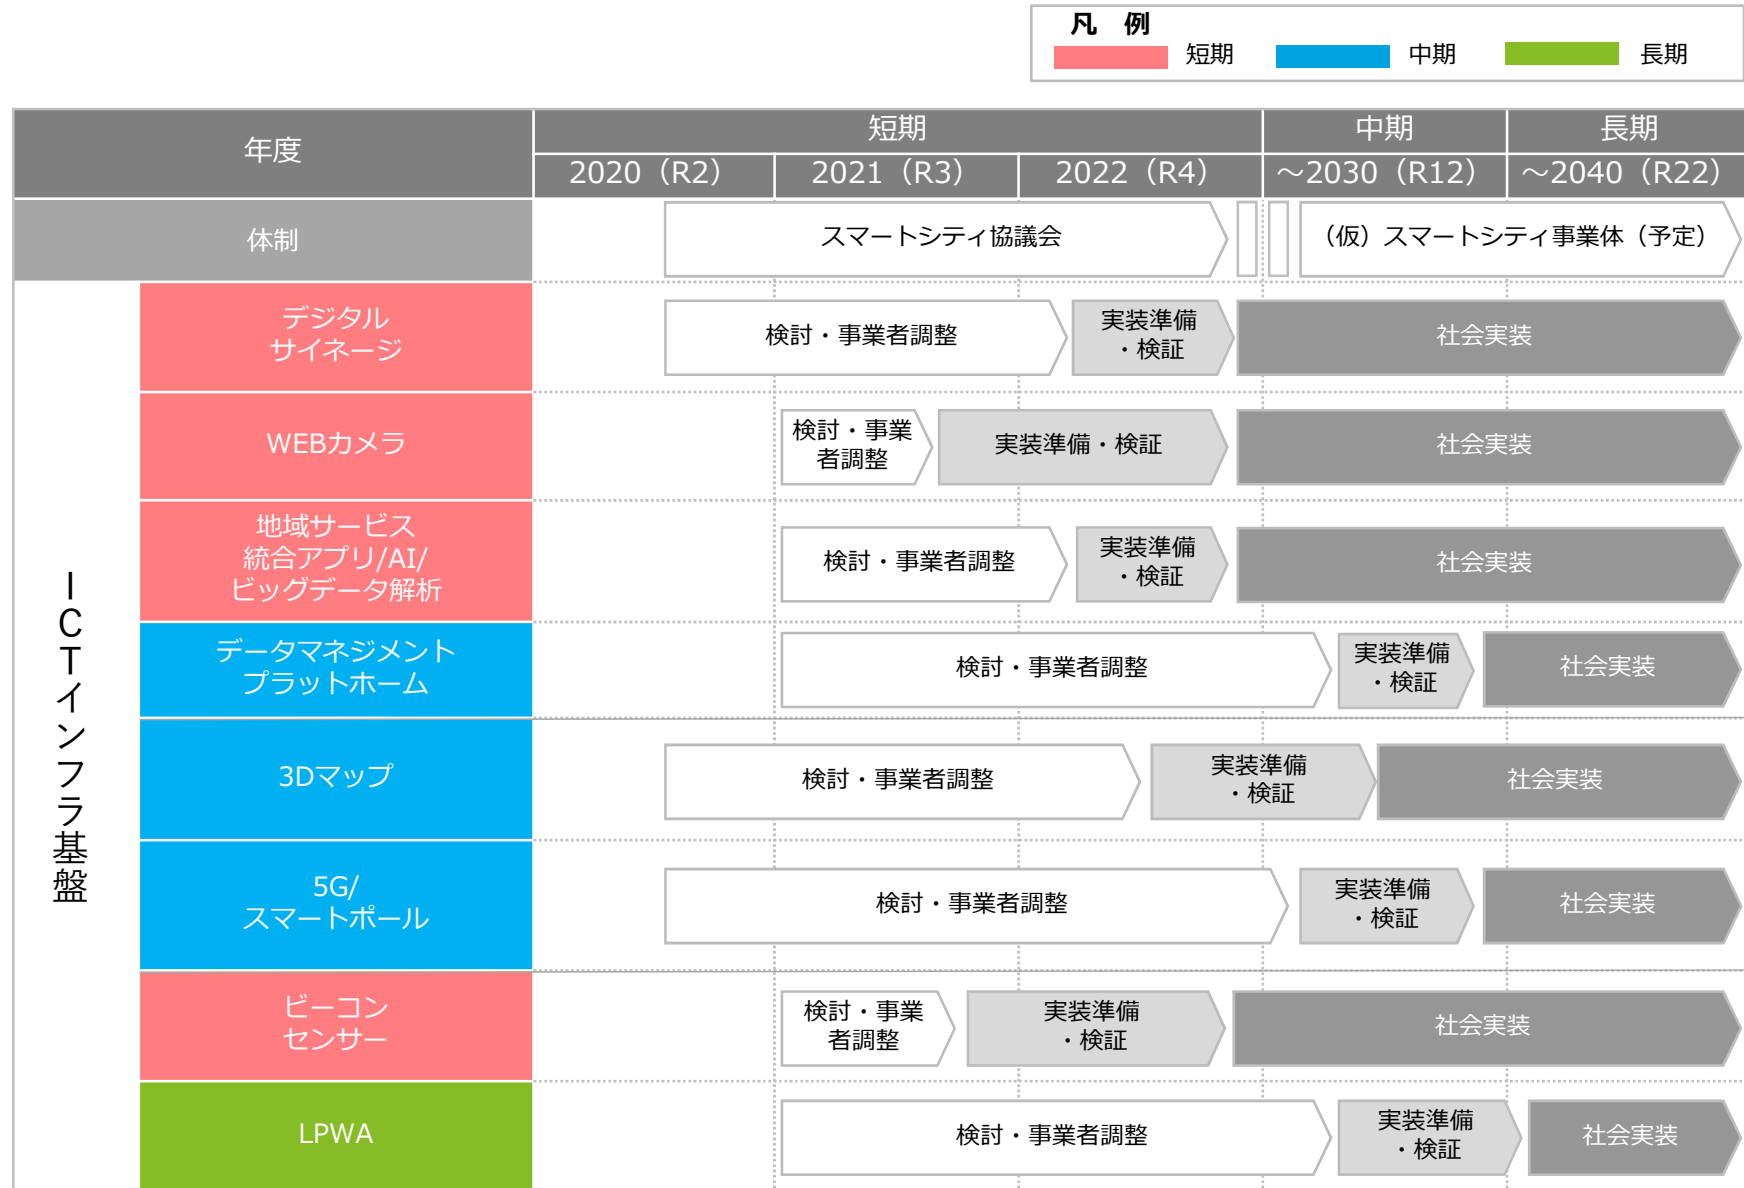 凡 例
短期
中期
長期
年度
短期
中期
長期
2020（R2）
2021（R3）
2022（R4）
～2030（R12）
～2040（R22）
体制
スマートシティ協議会
（仮）スマートシティ事業体（予定）
ICTインフラ基盤
デジタル
サイネージ
検討・事業者調整
実装準備
・検証
社会実装
WEBカメラ
検討・事業
者調整
実装準備・検証
社会実装
地域サービス
統合アプリ/AI/
ビッグデータ解析
検討・事業者調整
実装準備
・検証
社会実装
データマネジメント
プラットホーム
検討・事業者調整
実装準備
・検証
社会実装
3Dマップ
検討・事業者調整
実装準備
・検証
社会実装
5G/
スマートポール
検討・事業者調整
実装準備
・検証
社会実装
ビーコン
センサー
検討・事業
者調整
実装準備
・検証
社会実装
LPWA
検討・事業者調整
実装準備
・検証
社会実装